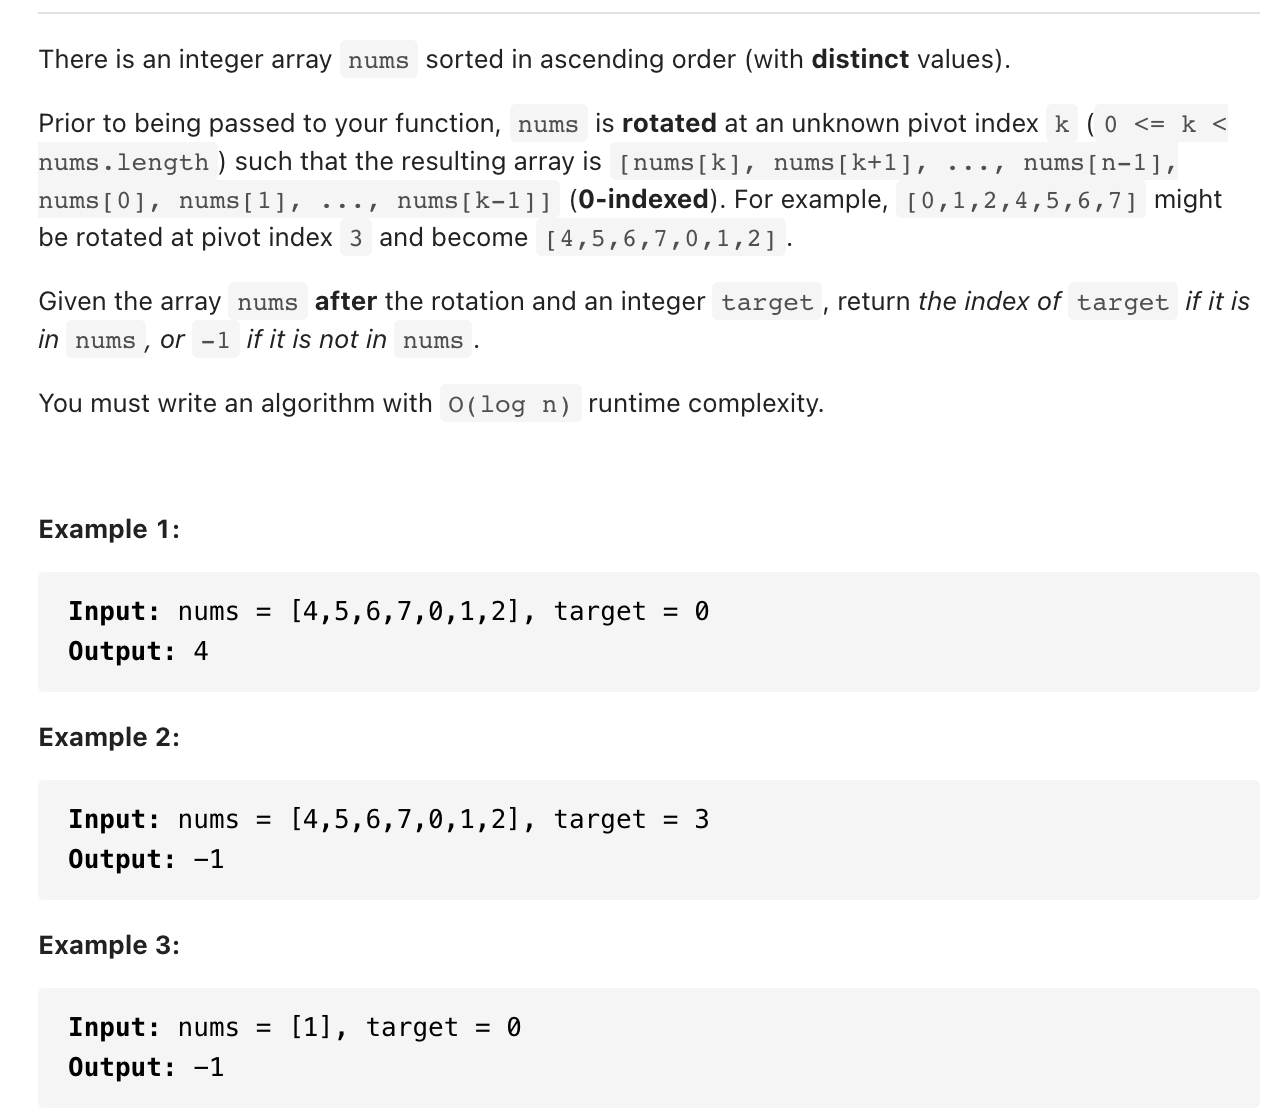 There is an integer array nums sorted in ascending order (with distinct values).
Prior to being passed to your function, nums is rotated at an unknown pivot index k ( 0 <= k <
nums.length ) such that the resulting array is [nums[k], nums[k+1], ..., nums[n-1],
nums[0], nums[1], ..., nums[k-1]] (0-indexed). For example, [0,1,2,4,5,6,7] might
be rotated at pivot index 3 and become [4,5,6,7,0,1,2].
Given the array nums after the rotation and an integer target, return the index of target if it is
in nums, or -1 if it is not in nums.
You must write an algorithm with O(log n) runtime complexity.
Example 1:
Input: nums = [4,5,6,7,0,1,2], target = 0
Output: 4
Example 2:
Input: nums = [4,5,6,7,0,1,2], target = 3
Output: -1
Example 3:
Input: nums = [1], target = 0
Output: -1